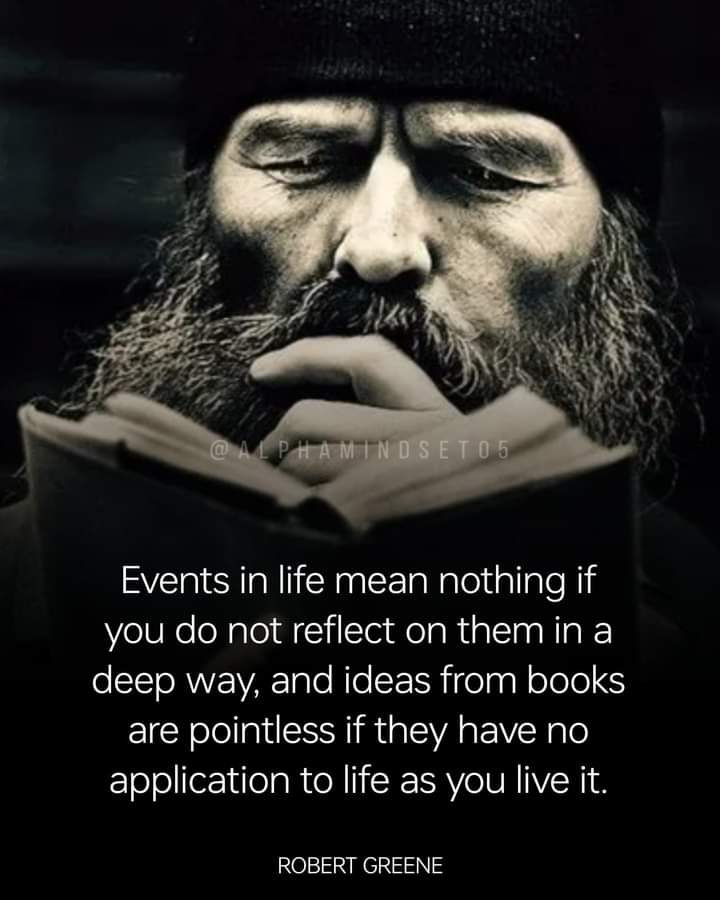 @ALPHAMINDSET05
Events in life mean nothing if
you do not reflect on them in a
deep way, and ideas from books
are pointless if they have no
application to life as you live it.
ROBERT GREENE